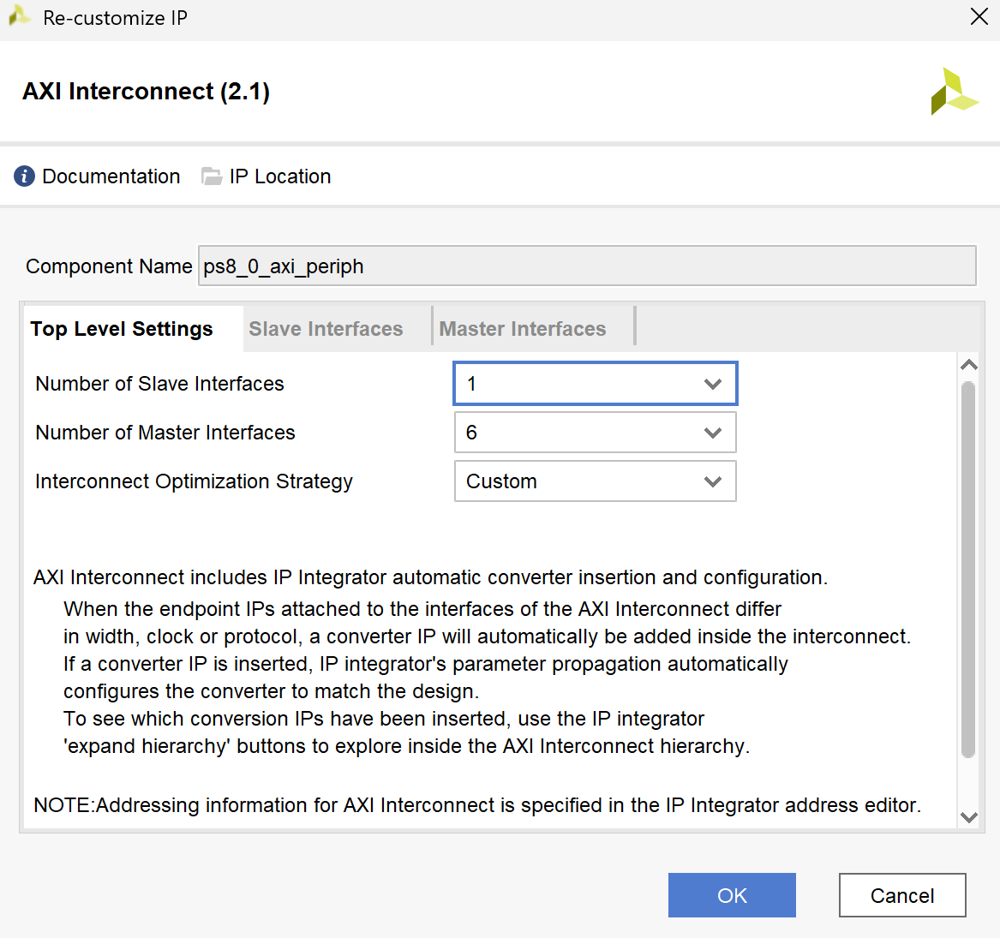 Re-customize IP
AXI Interconnect (2.1)
Documentation IP Location
Component Name ps8_0_axi_periph
Top Level Settings Slave Interfaces Master Interfaces
Number of Slave Interfaces 1
Number of Master Interfaces 6
Interconnect Optimization Strategy Custom
AXI Interconnect includes IP Integrator automatic converter insertion and configuration.
When the endpoint IPs attached to the interfaces of the AXI Interconnect differ
in width, clock or protocol, a converter IP will automatically be added inside the interconnect.
If a converter IP is inserted, IP integrator's parameter propagation automatically
configures the converter to match the design.
To see which conversion IPs have been inserted, use the IP integrator
'expand hierarchy' buttons to explore inside the AXI Interconnect hierarchy.
NOTE:Addressing information for AXI Interconnect is specified in the IP Integrator address editor.
OK Cancel